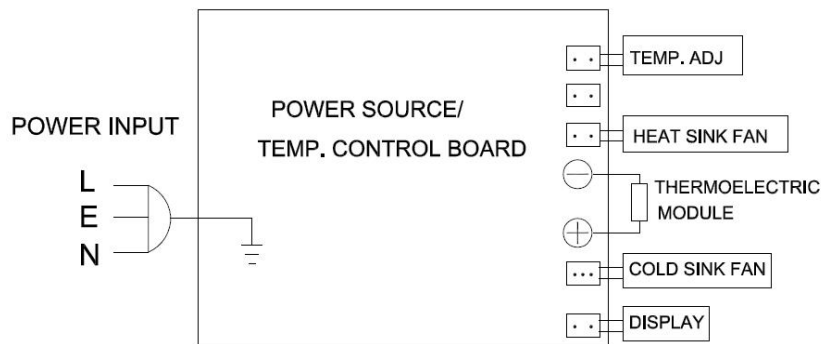 POWER INPUT
L
E
N
POWER SOURCE/
TEMP. CONTROL BOARD
TEMP. ADJ
HEAT SINK FAN
−
THERMOELECTRIC
MODULE
+
COLD SINK FAN
DISPLAY